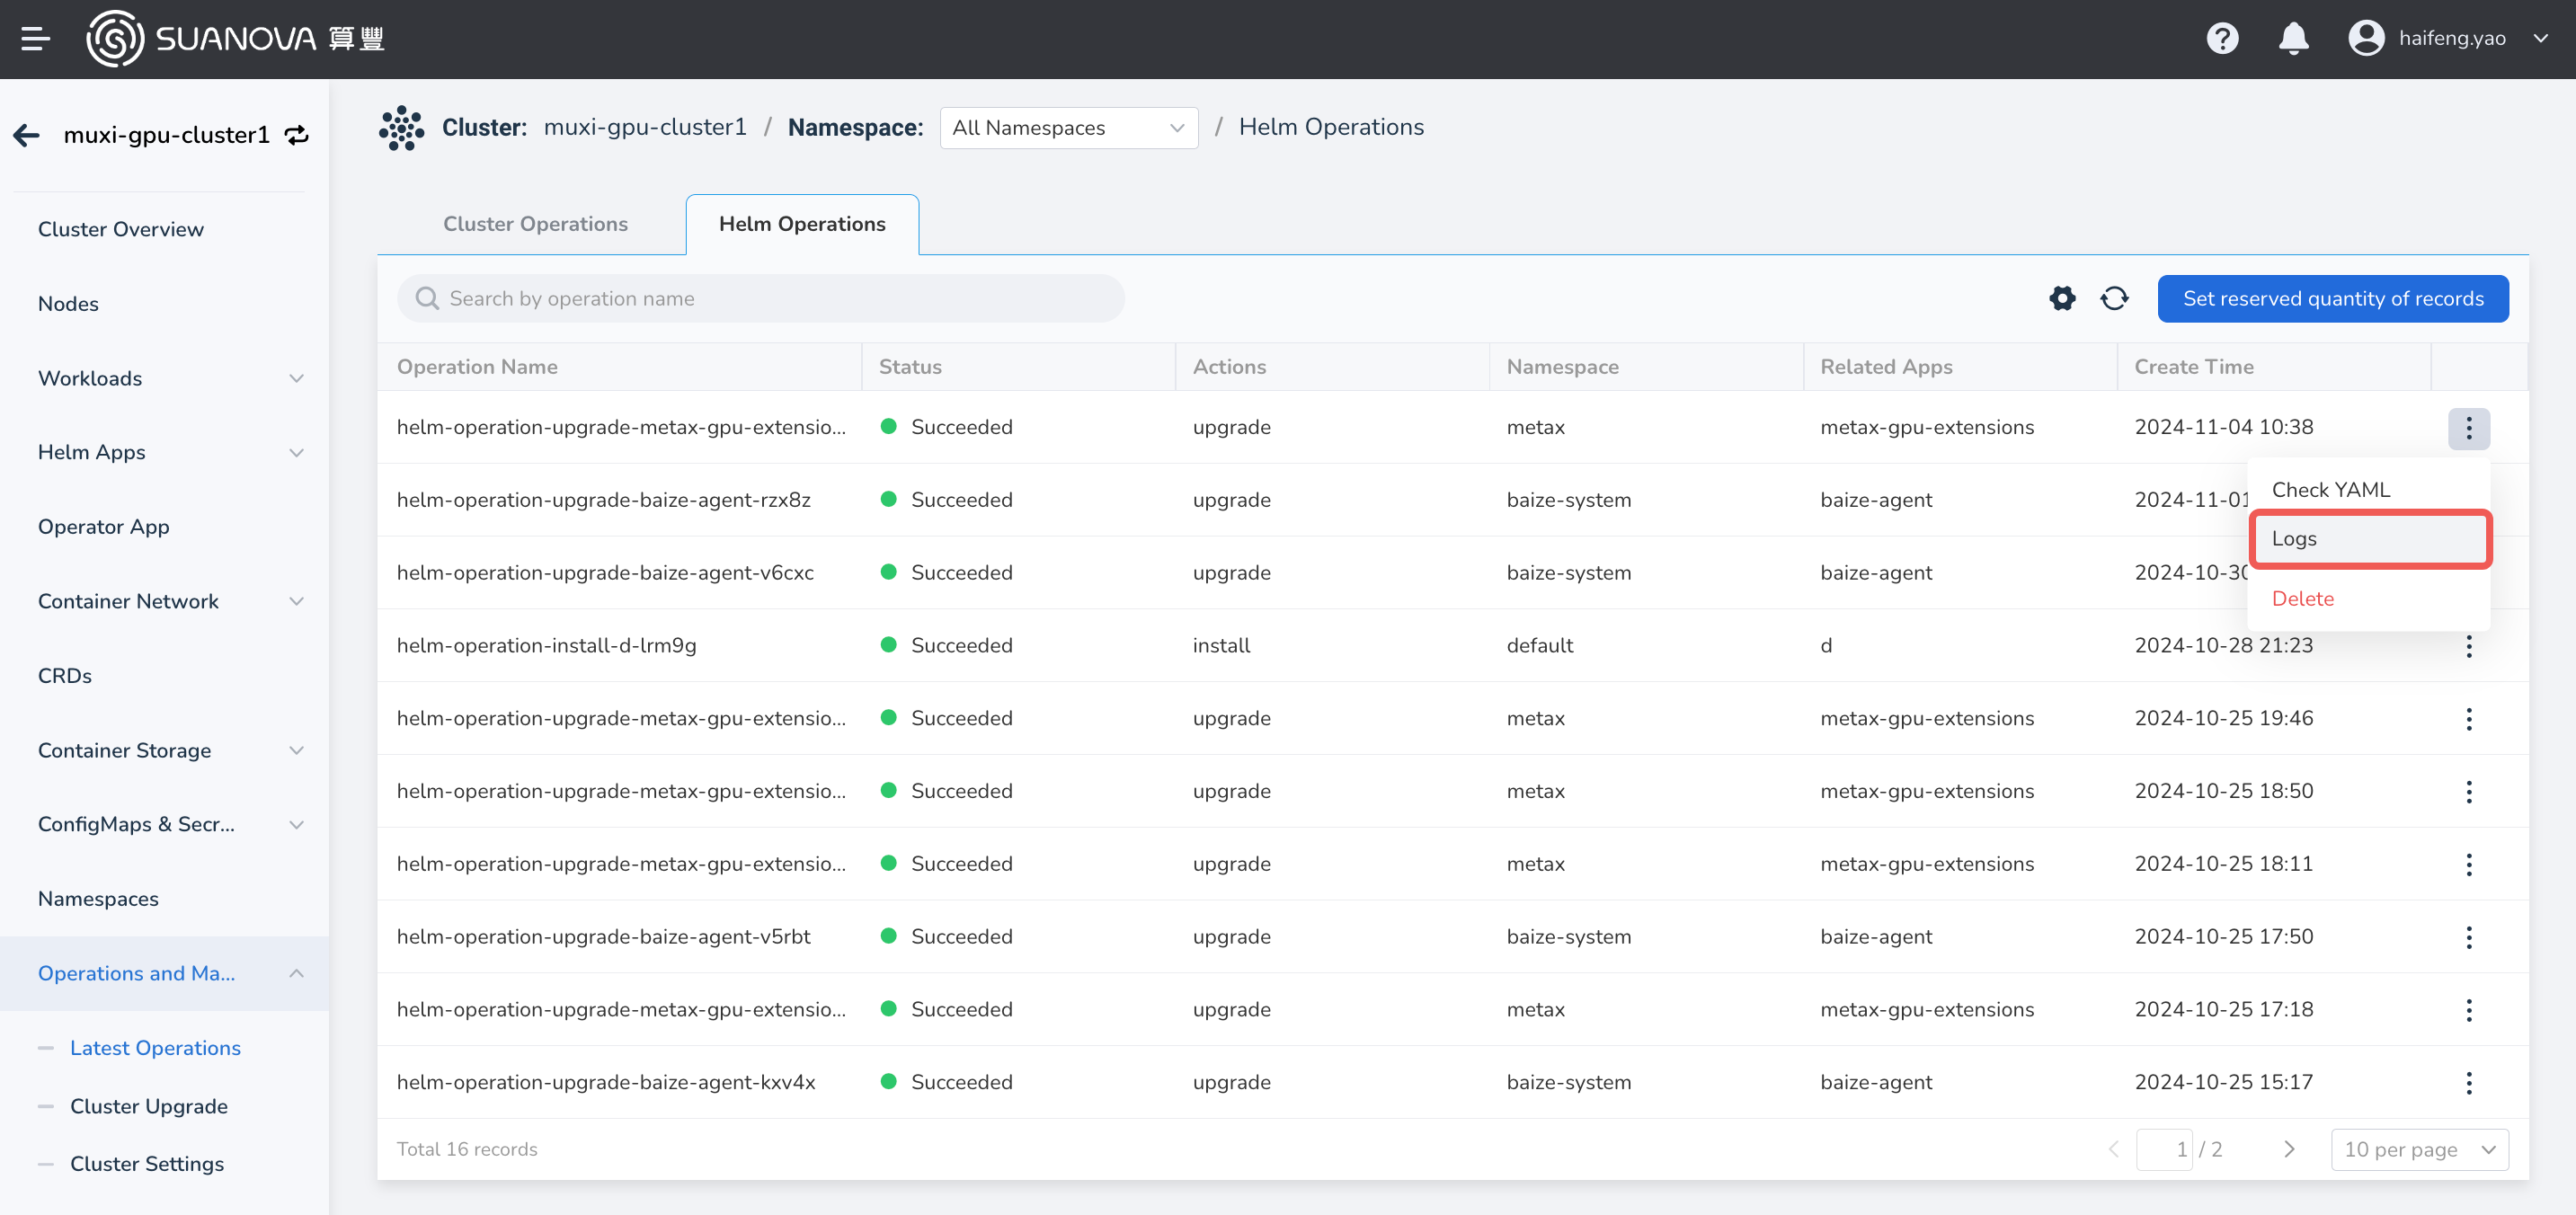 SUANOVA 算豐
haifeng.yao
muxi-gpu-cluster1
Cluster Overview
Nodes
Workloads
Helm Apps
Operator App
Container Network
CRDs
Container Storage
ConfigMaps & Secr...
Namespaces
Operations and Ma...
Latest Operations
Cluster Upgrade
Cluster Settings
Cluster: muxi-gpu-cluster1 / Namespace: All Namespaces / Helm Operations
Cluster Operations Helm Operations
Search by operation name
Set reserved quantity of records
Operation Name Status Actions Namespace Related Apps Create Time
helm-operation-upgrade-metax-gpu-extensio... Succeeded upgrade metax metax-gpu-extensions 2024-11-04 10:38
helm-operation-upgrade-baize-agent-rzx8z Succeeded upgrade baize-system baize-agent 2024-11-01
helm-operation-upgrade-baize-agent-v6cxc Succeeded upgrade baize-system baize-agent 2024-10-30
helm-operation-install-d-lrm9g Succeeded install default d 2024-10-28 21:23
helm-operation-upgrade-metax-gpu-extensio... Succeeded upgrade metax metax-gpu-extensions 2024-10-25 19:46
helm-operation-upgrade-metax-gpu-extensio... Succeeded upgrade metax metax-gpu-extensions 2024-10-25 18:50
helm-operation-upgrade-metax-gpu-extensio... Succeeded upgrade metax metax-gpu-extensions 2024-10-25 18:11
helm-operation-upgrade-baize-agent-v5rbt Succeeded upgrade baize-system baize-agent 2024-10-25 17:50
helm-operation-upgrade-metax-gpu-extensio... Succeeded upgrade metax metax-gpu-extensions 2024-10-25 17:18
helm-operation-upgrade-baize-agent-kxv4x Succeeded upgrade baize-system baize-agent 2024-10-25 15:17
Check YAML
Logs
Delete
Total 16 records
1 / 2
10 per page